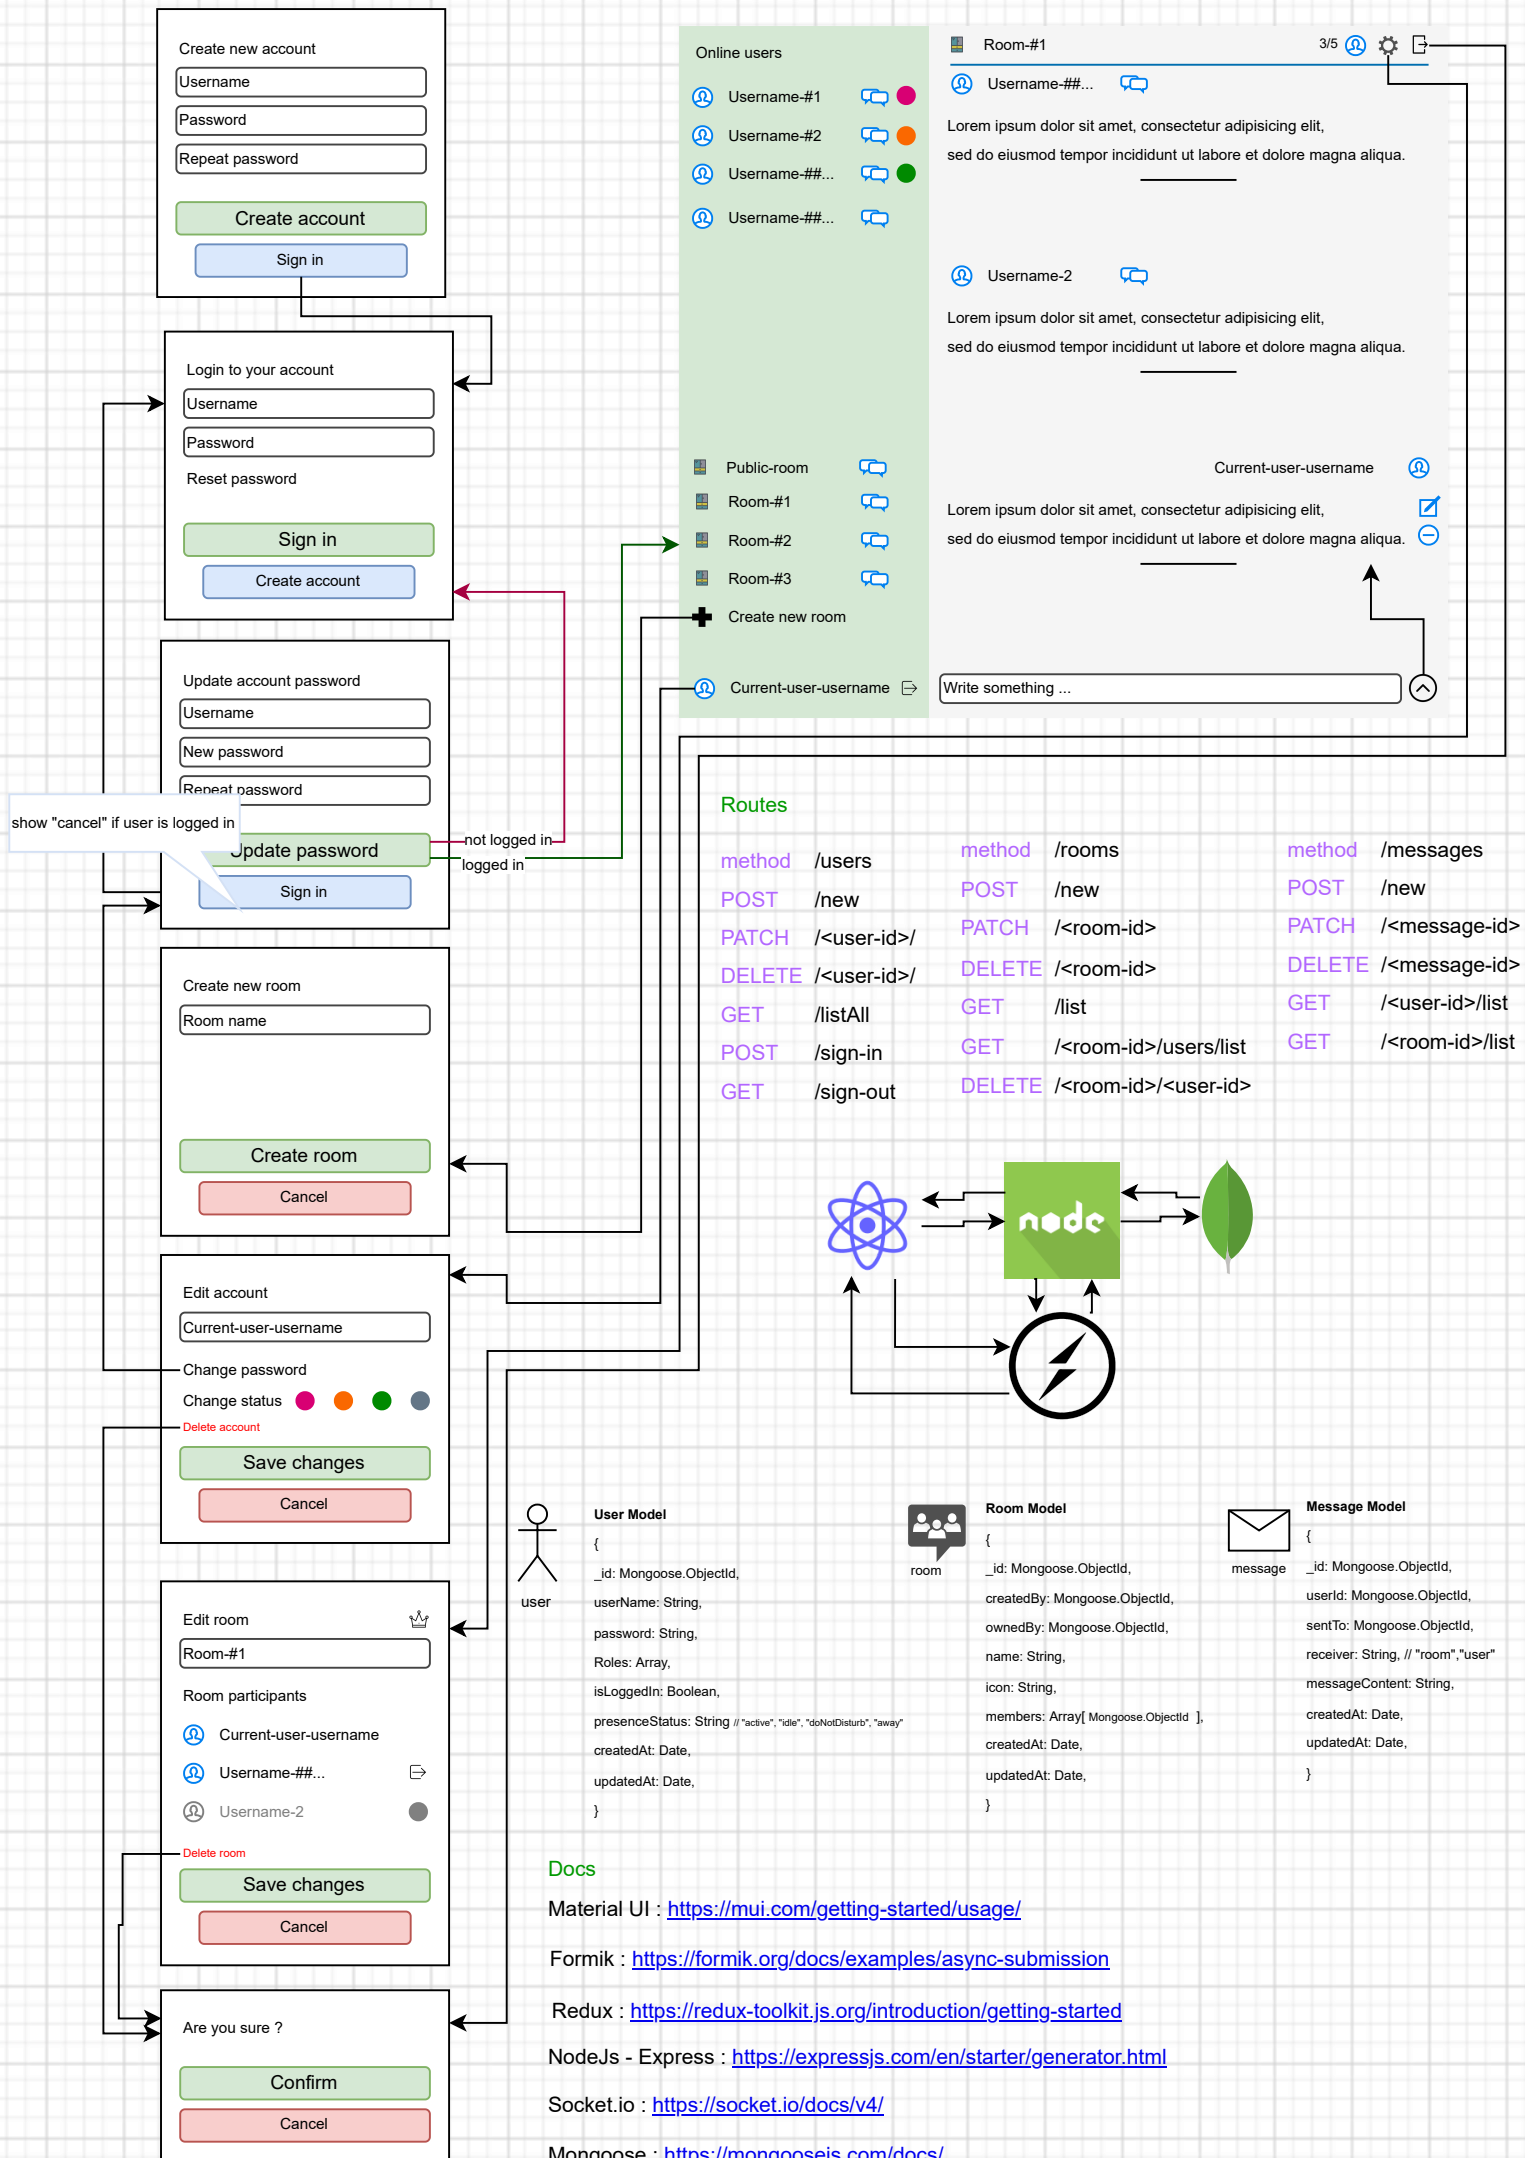 Create new account
Username
Password
Repeat password
Create account
Sign in
Login to your account
Username
Password
Reset password
Sign in
Create account
Update account password
Username
New password
Repeat password
show "cancel" if user is logged in
Update password
Sign in
not logged in
logged in
Create new room
Room name
Create room
Cancel
Edit account
Current-user-username
Change password
Change status
Delete account
Save changes
Cancel
Edit room
Room-#1
Room participants
Current-user-username
Username-##...
Username-2
Delete room
Save changes
Cancel
Are you sure ?
Confirm
Cancel
Online users
Username-#1
Username-#2
Username-##...
Username-##...
Public-room
Room-#1
Room-#2
Room-#3
Create new room
Current-user-username
Room-#1
3/5
Username-##...
Lorem ipsum dolor sit amet, consectetur adipisicing elit,
sed do eiusmod tempor incididunt ut labore et dolore magna aliqua.
Username-2
Lorem ipsum dolor sit amet, consectetur adipisicing elit,
sed do eiusmod tempor incididunt ut labore et dolore magna aliqua.
Current-user-username
Lorem ipsum dolor sit amet, consectetur adipisicing elit,
sed do eiusmod tempor incididunt ut labore et dolore magna aliqua.
Write something ...
Routes
method /users
POST /new
PATCH /<user-id>/
DELETE /<user-id>/
GET /listAll
POST /sign-in
GET /sign-out
method /rooms
POST /new
PATCH /<room-id>
DELETE /<room-id>
GET /list
GET /<room-id>/users/list
DELETE /<room-id>/<user-id>
method /messages
POST /new
PATCH /<message-id>
DELETE /<message-id>
GET /<user-id>/list
GET /<room-id>/list
node
user
User Model
{
_id: Mongoose.ObjectId,
userName: String,
password: String,
Roles: Array,
isLoggedIn: Boolean,
presenceStatus: String // "active", "idle", "doNotDisturb", "away"
createdAt: Date,
updatedAt: Date,
}
room
Room Model
{
_id: Mongoose.ObjectId,
createdBy: Mongoose.ObjectId,
ownedBy: Mongoose.ObjectId,
name: String,
icon: String,
members: Array[ Mongoose.ObjectId ],
createdAt: Date,
updatedAt: Date,
}
message
Message Model
{
_id: Mongoose.ObjectId,
userId: Mongoose.ObjectId,
sentTo: Mongoose.ObjectId,
receiver: String, // "room","user"
messageContent: String,
createdAt: Date,
updatedAt: Date,
}
Docs
Material UI : https://mui.com/getting-started/usage/
Formik : https://formik.org/docs/examples/async-submission
Redux : https://redux-toolkit.js.org/introduction/getting-started
NodeJs - Express : https://expressjs.com/en/starter/generator.html
Socket.io : https://socket.io/docs/v4/
Mongoose : https://mongoosejs.com/docs/